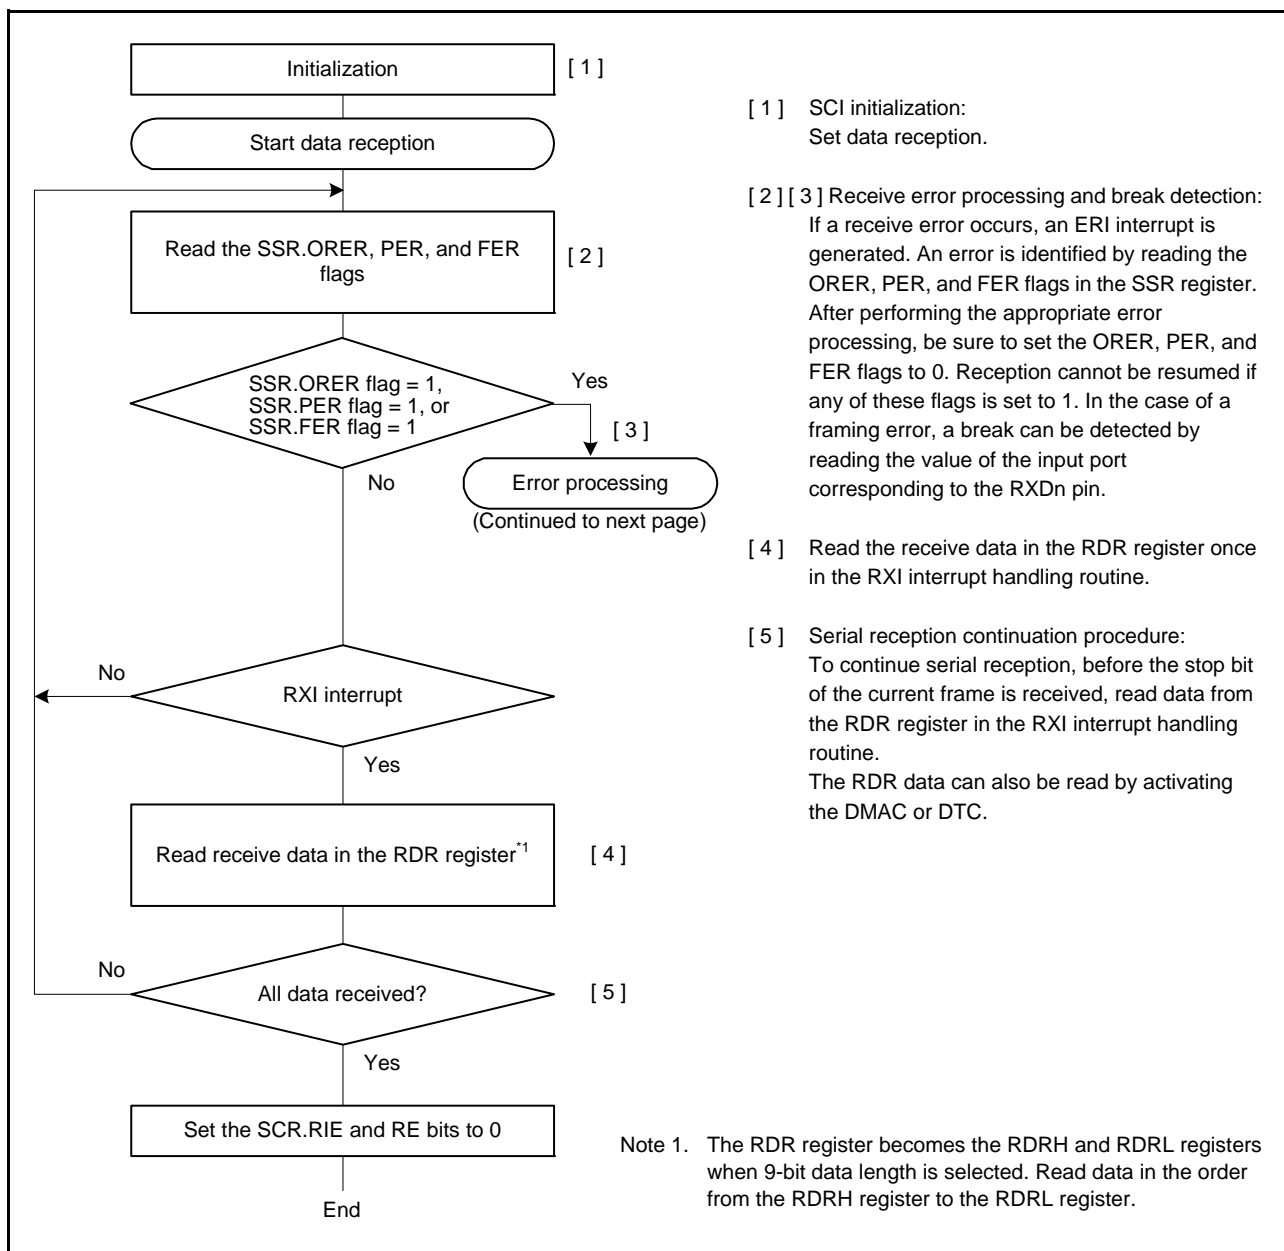 Initialization
[ 1 ]
Start data reception
Read the SSR.ORER, PER, and FER
flags
[ 2 ]
SSR.ORER flag = 1,
SSR.PER flag = 1, or
SSR.FER flag = 1
Yes
[ 3 ]
No
Error processing
(Continued to next page)
No
RXI interrupt
Yes
Read receive data in the RDR register*1
[ 4 ]
No
All data received?
[ 5 ]
Yes
Set the SCR.RIE and RE bits to 0
End
[ 1 ] SCI initialization:
Set data reception.
[ 2 ] [ 3 ] Receive error processing and break detection:
If a receive error occurs, an ERI interrupt is
generated. An error is identified by reading the
ORER, PER, and FER flags in the SSR register.
After performing the appropriate error
processing, be sure to set the ORER, PER, and
FER flags to 0. Reception cannot be resumed if
any of these flags is set to 1. In the case of a
framing error, a break can be detected by
reading the value of the input port
corresponding to the RXDn pin.
[ 4 ] Read the receive data in the RDR register once
in the RXI interrupt handling routine.
[ 5 ] Serial reception continuation procedure:
To continue serial reception, before the stop bit
of the current frame is received, read data from
the RDR register in the RXI interrupt handling
routine.
The RDR data can also be read by activating
the DMAC or DTC.
Note 1. The RDR register becomes the RDRH and RDRL registers
when 9-bit data length is selected. Read data in the order
from the RDRH register to the RDRL register.